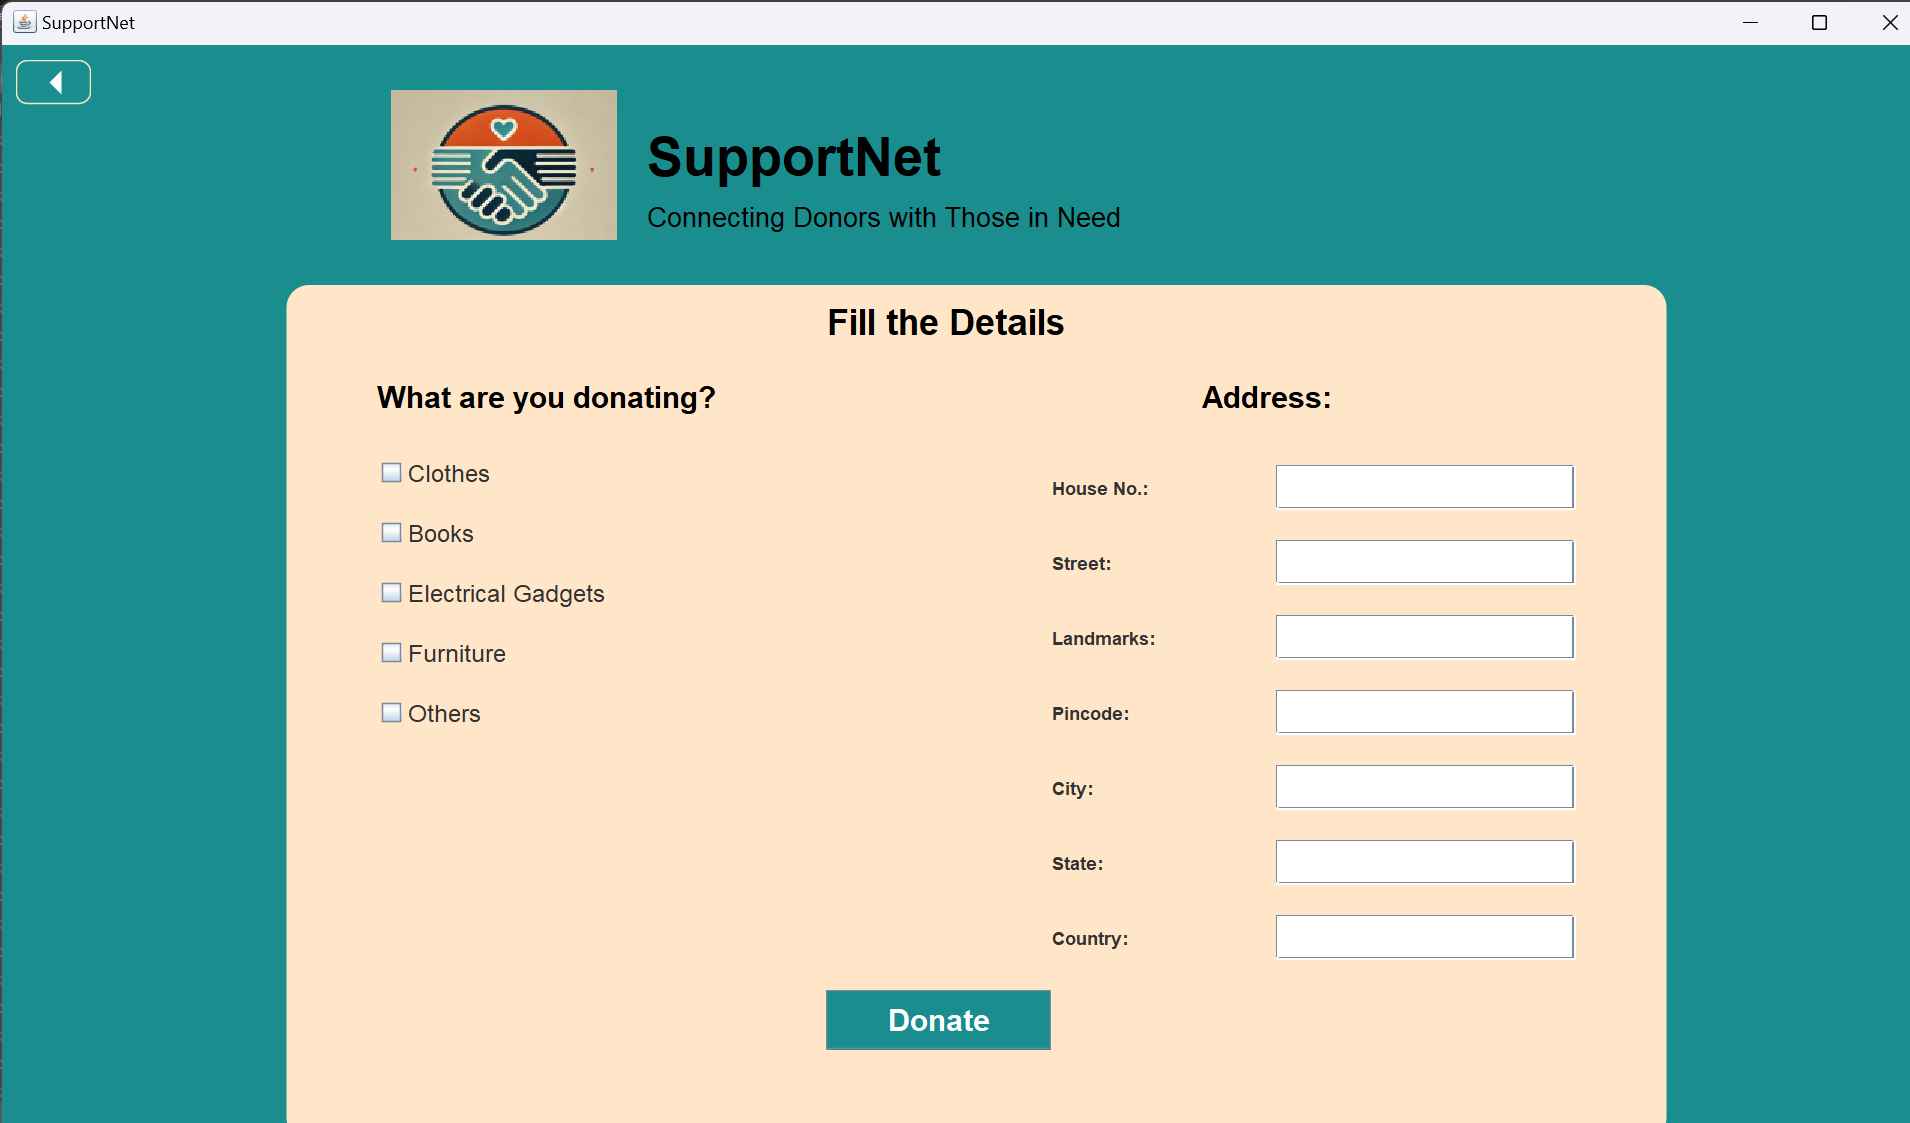 SupportNet
SupportNet
Connecting Donors with Those in Need
Fill the Details
What are you donating?
Clothes
Books
Electrical Gadgets
Furniture
Others
Address:
House No.:
Street:
Landmarks:
Pincode:
City:
State:
Country:
Donate